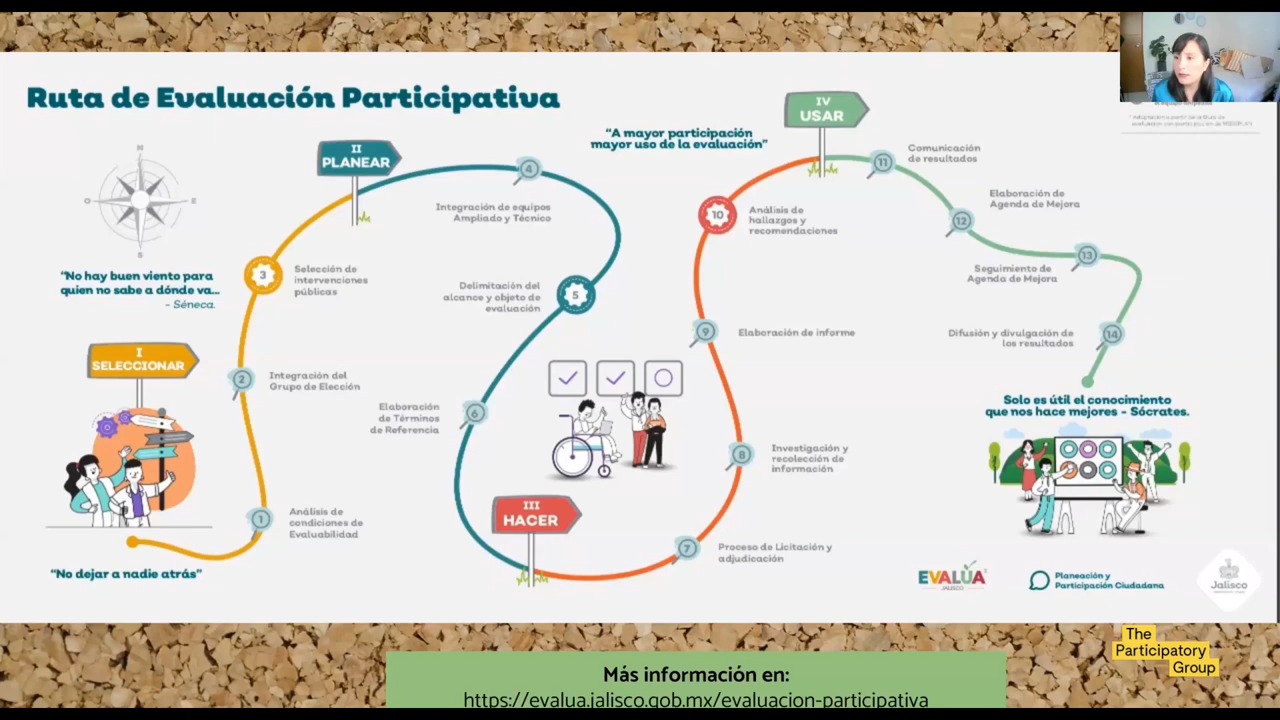 Ruta de Evaluación Participativa
N
O
E
S
"No hay buen viento para
quien no sabe a dónde va...
- Séneca.
I
SELECCIONAR
"No dejar a nadie atrás"
1
Análisis de
condiciones de
Evaluabilidad
2
Integración del
Grupo de Elección
3
Selección de
intervenciones
públicas
II
PLANEAR
4
Integración de equipos
Ampliado y Técnico
5
Delimitación del
alcance y objeto de
evaluación
6
Elaboración
de Términos
de Referencia
III
HACER
7
Proceso de Licitación y
adjudicación
8
Investigación y
recolección de
información
9
Elaboración de informe
10
Análisis de
hallazgos y
recomendaciones
"A mayor participación
mayor uso de la evaluación"
IV
USAR
11
Comunicación
de resultados
12
Elaboración de
Agenda de Mejora
13
Seguimiento de
Agenda de Mejora
14
Difusión y divulgación de
los resultados
Solo es útil el conocimiento
que nos hace mejores - Sócrates.
EVALÚA
JALISCO
Planeación y
Participación Ciudadana
Jalisco
The
Participatory
Group
Más información en:
https://evalua.jalisco.gob.mx/evaluacion-participativa